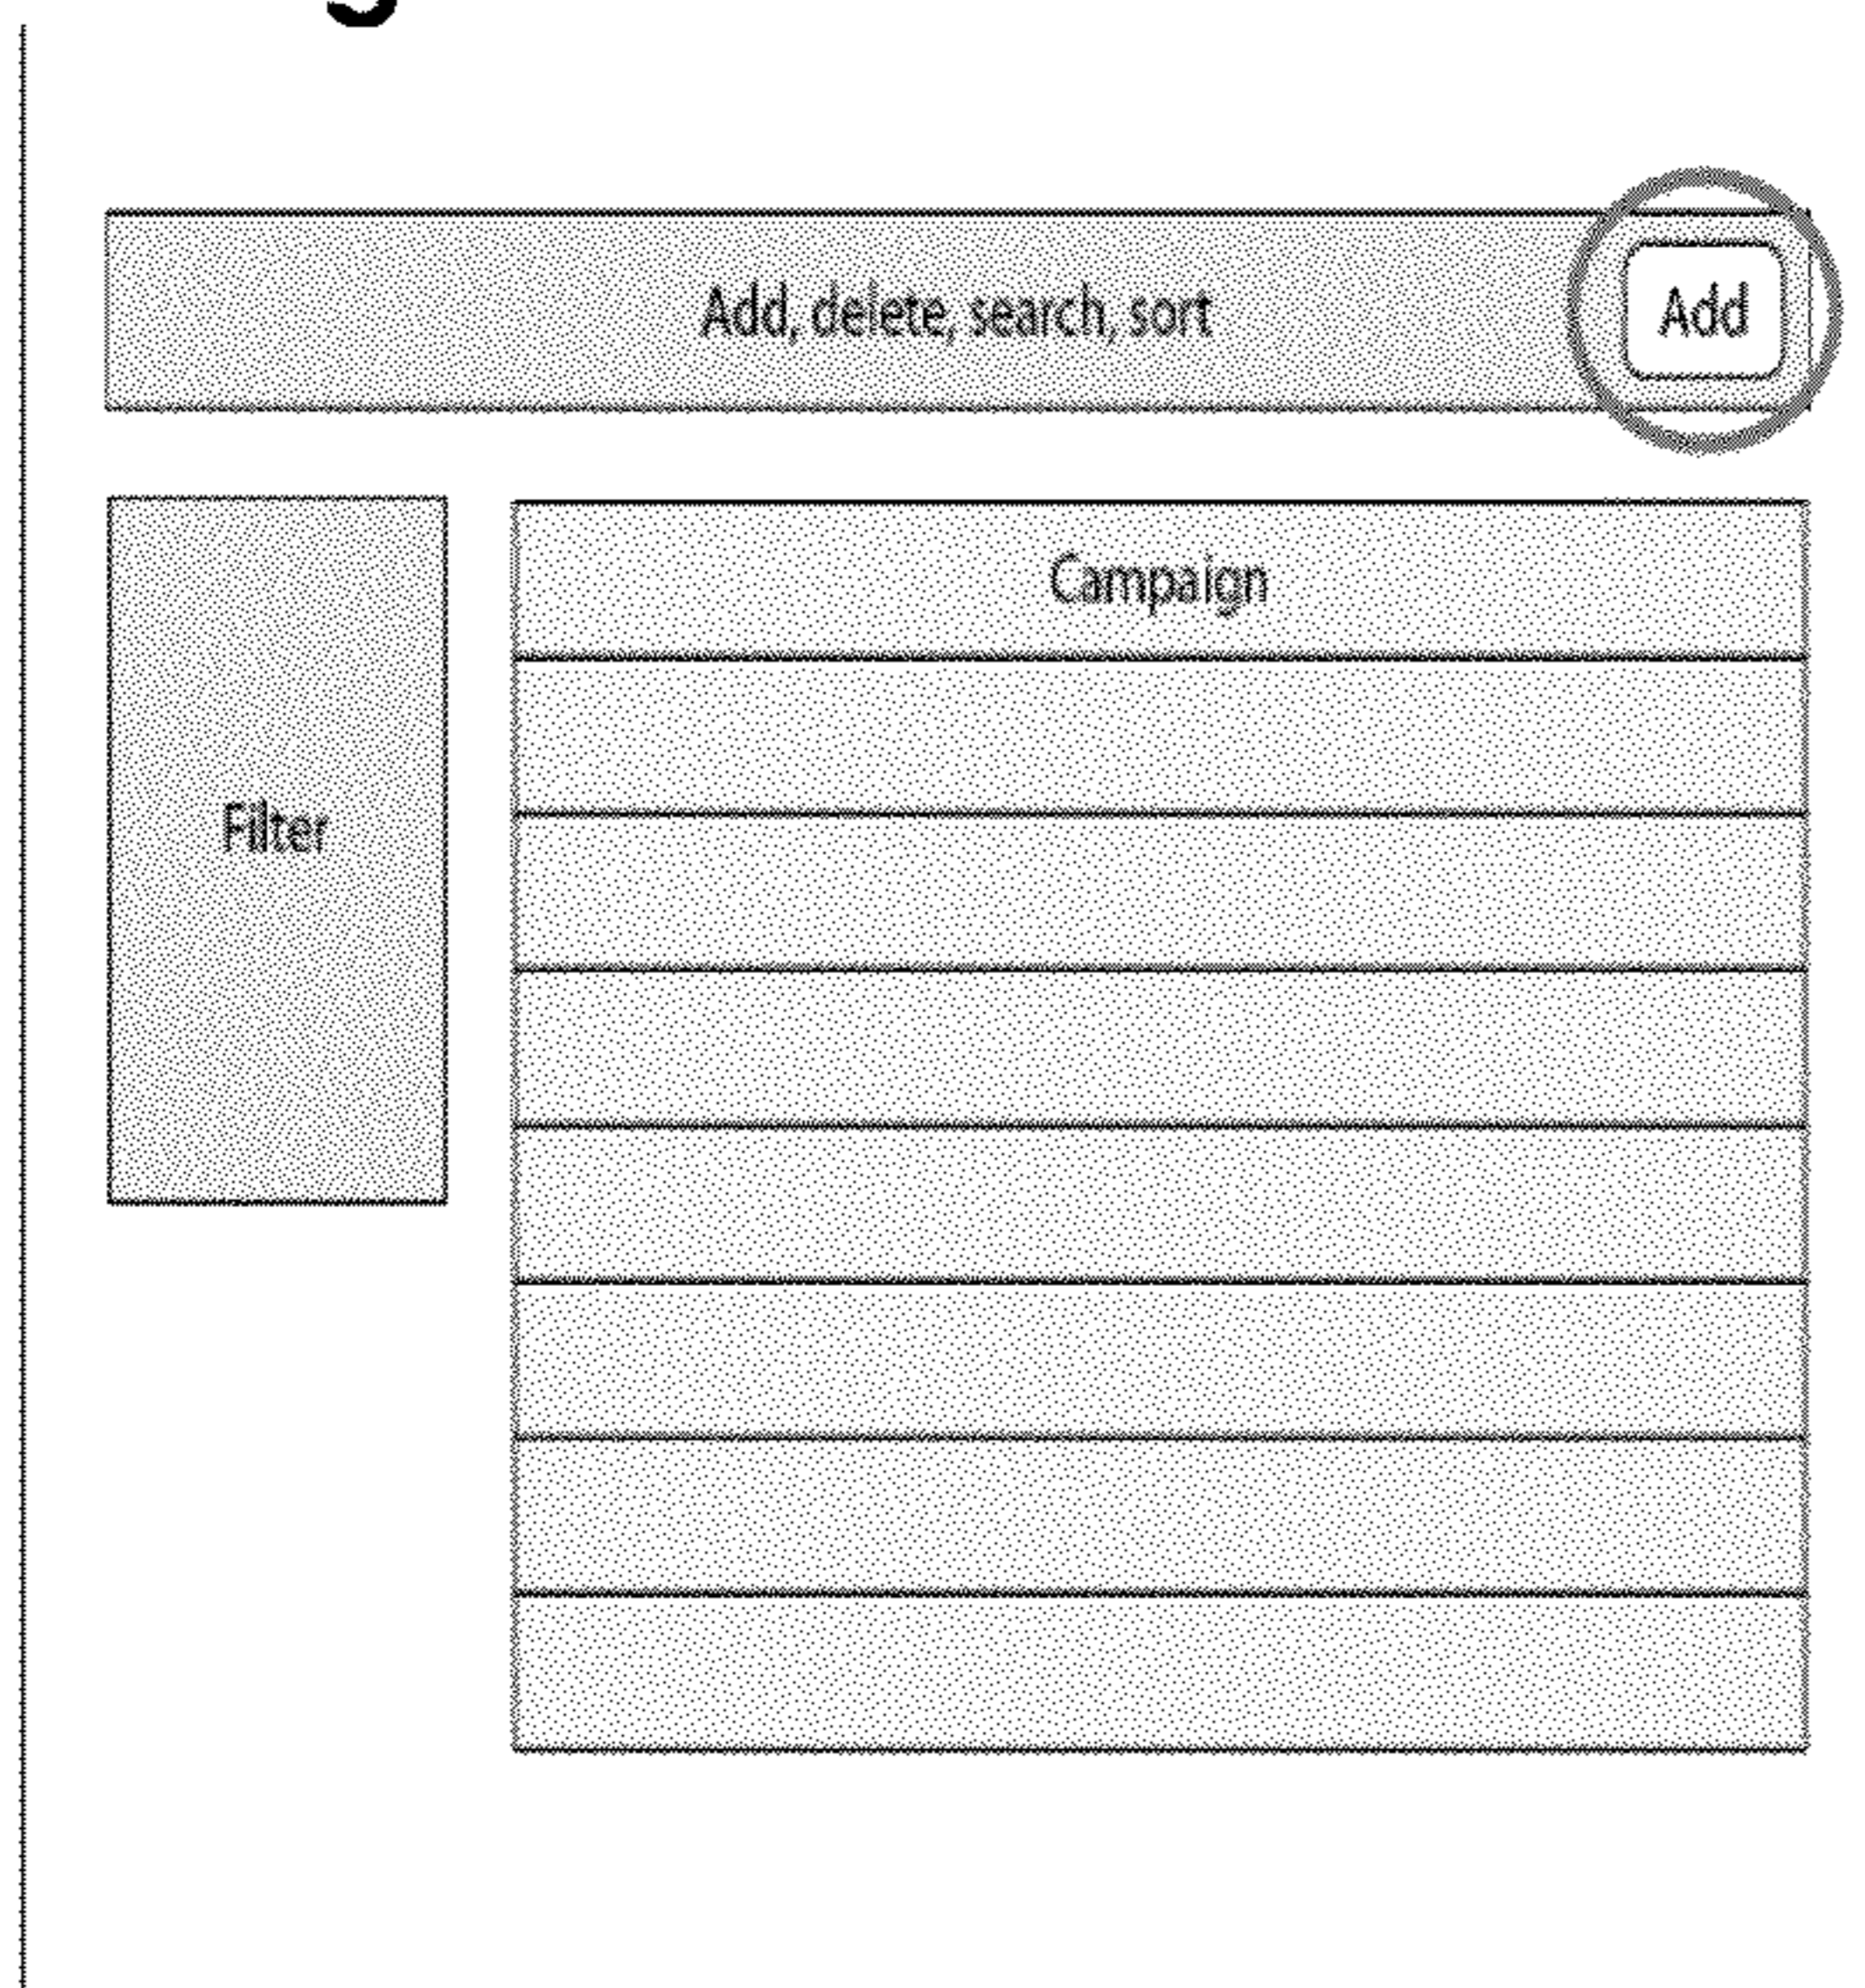 Add, delete, search, sort
Add
Campaign
Filter